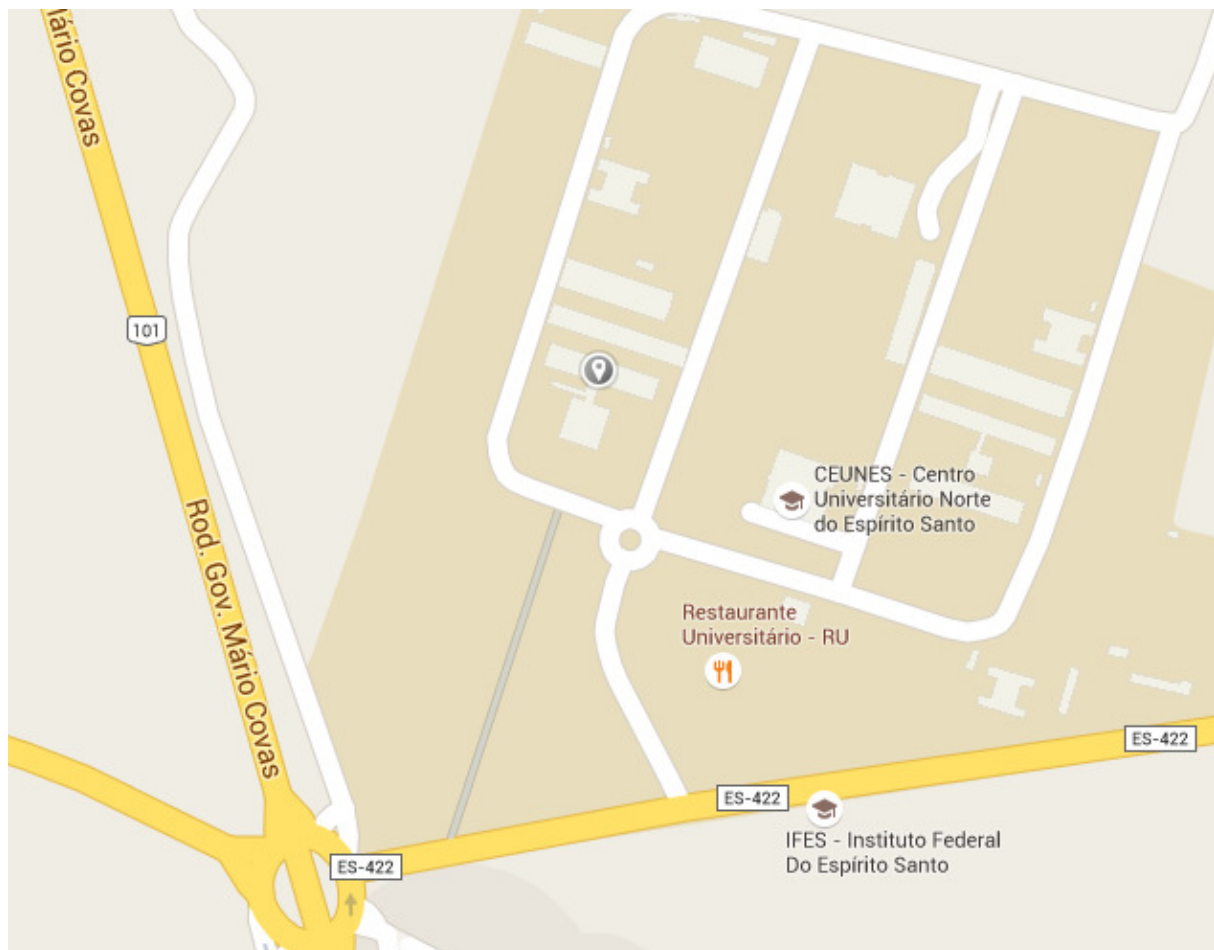 Mário Covas
101
CEUNES - Centro
Universitário Norte
do Espírito Santo
Rod. Gov. Mário Covas
Restaurante
Universitário - RU
ES-422
ES-422
IFES - Instituto Federal
Do Espírito Santo
ES-422